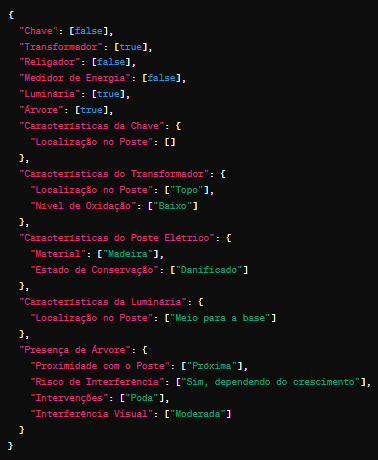 {
"Chave": [false],
"Transformador": [true],
"Religador": [false],
"Medidor de Energia": [false],
"Luminária": [true],
"Árvore": [true],
"Características da Chave": {
"Localização no Poste": []
},
"Características do Transformador": {
"Localização no Poste": ["Topo"],
"Nível de Oxidação": ["Baixo"]
},
"Características do Poste Elétrico": {
"Material": ["Madeira"],
"Estado de Conservação": ["Danificado"]
},
"Características da Luminária": {
"Localização no Poste": ["Meio para a base"]
},
"Presença de Árvore": {
"Proximidade com o Poste": ["Próxima"],
"Risco de Interferência": ["Sim, dependendo do crescimento"],
"Intervenções": ["Poda"],
"Interferência Visual": ["Moderada"]
}
}